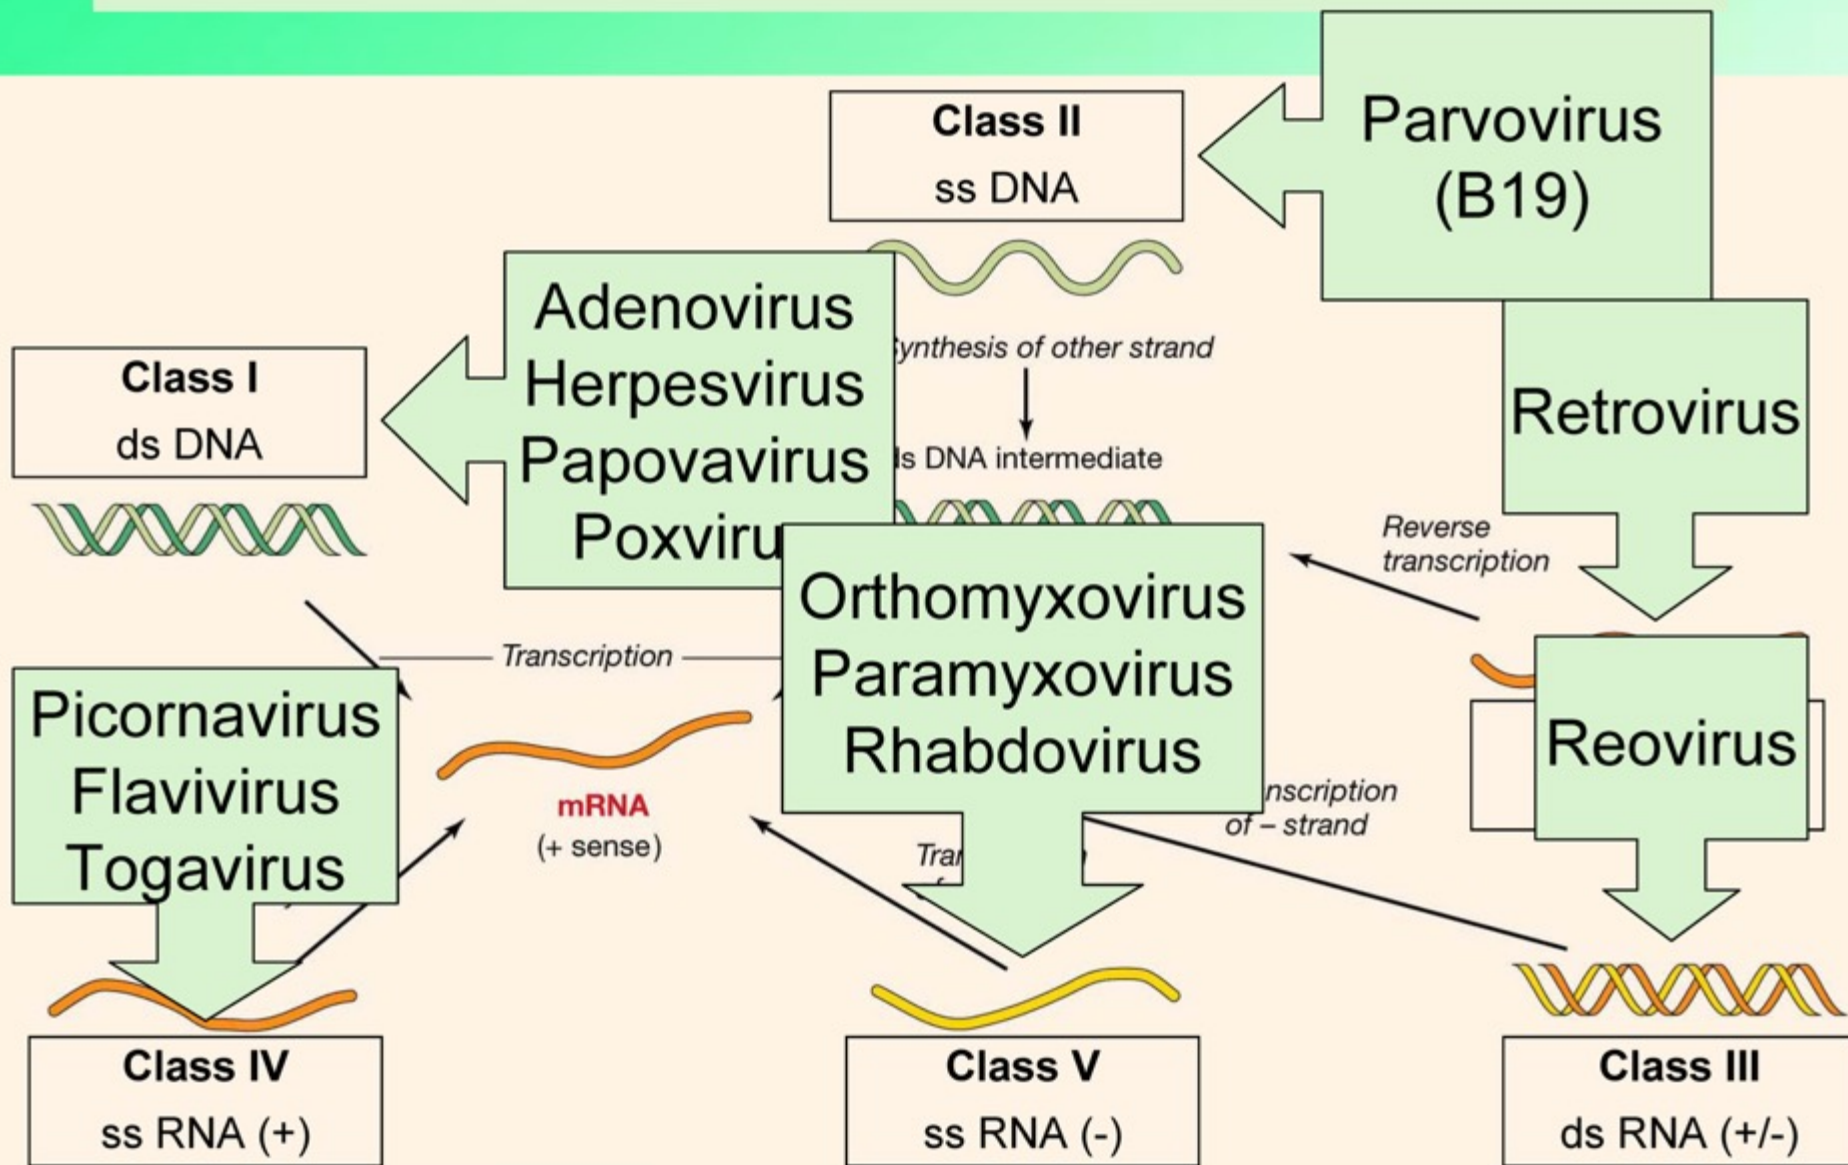 Class II
ss DNA
Parvovirus
(B19)
Adenovirus
Herpesvirus
Papovavirus
Poxviru
Synthesis of other strand
ds DNA intermediate
Class I
ds DNA
Retrovirus
Reverse
transcription
Orthomyxovirus
Paramyxovirus
Rhabdovirus
Transcription
Picornavirus
Flavivirus
Togavirus
mRNA
(+ sense)
Reovirus
nscription
of – strand
Class IV
ss RNA (+)
Class V
ss RNA (-)
Class III
ds RNA (+/-)